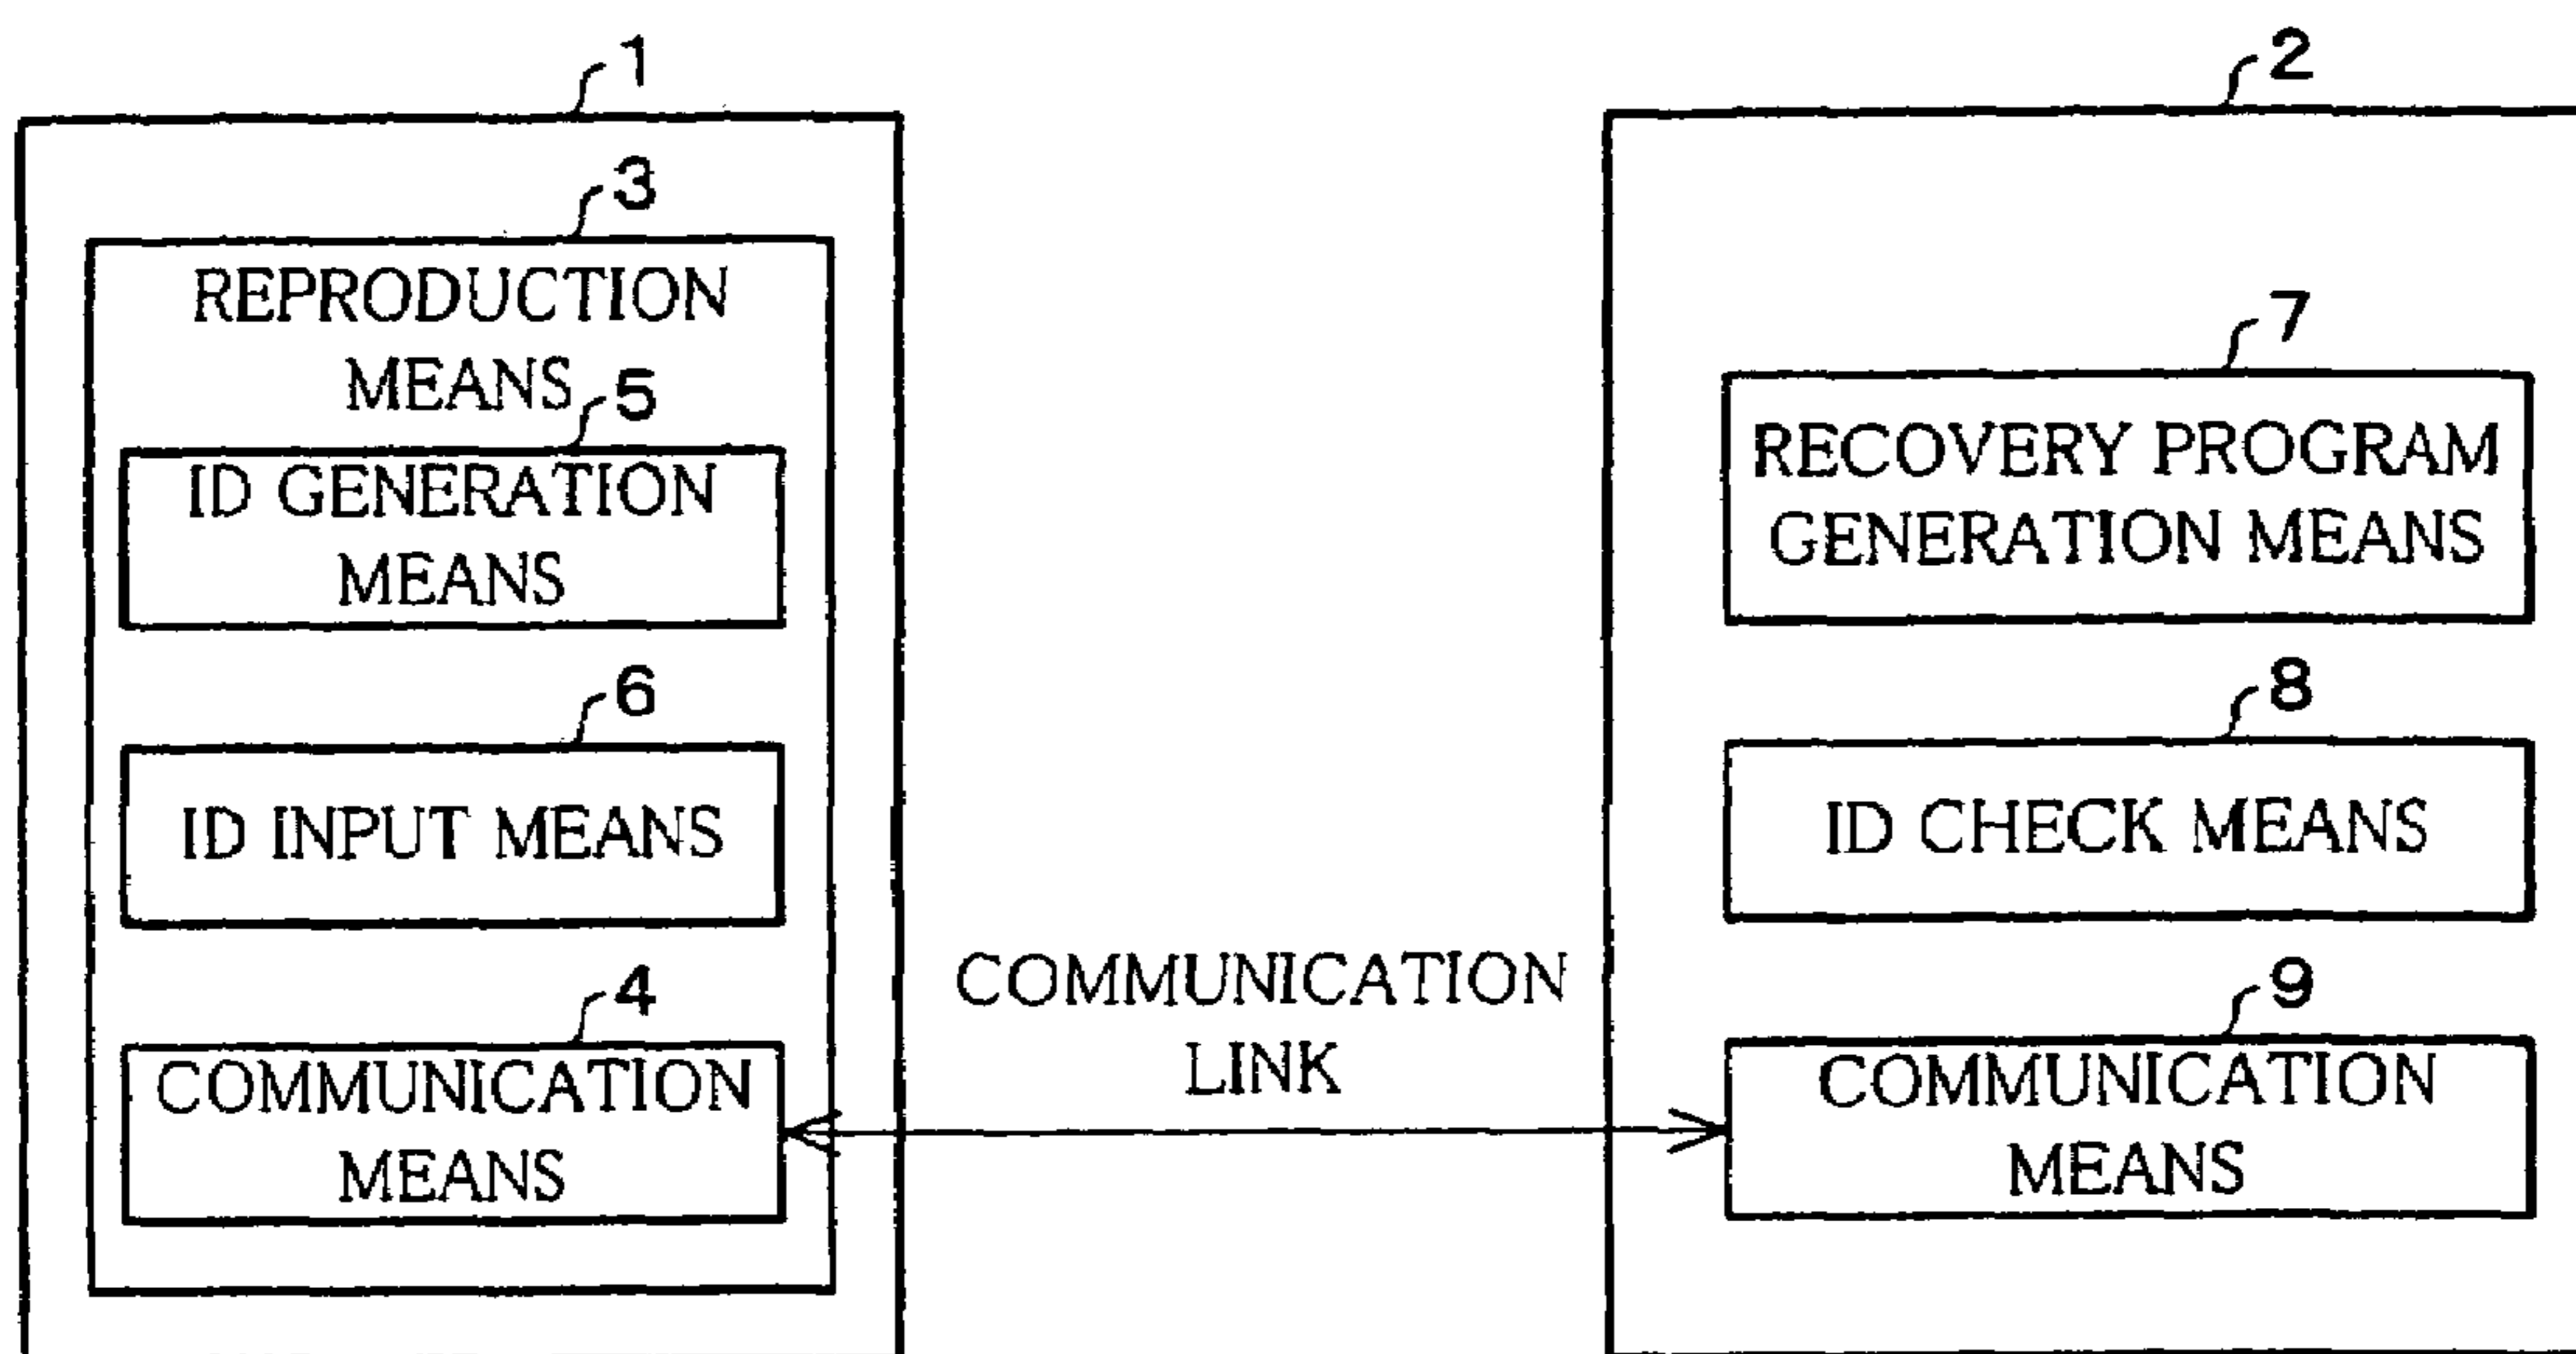 1
3
REPRODUCTION
MEANS
5
ID GENERATION
MEANS
6
ID INPUT MEANS
4
COMMUNICATION
MEANS
COMMUNICATION
LINK
2
7
RECOVERY PROGRAM
GENERATION MEANS
8
ID CHECK MEANS
9
COMMUNICATION
MEANS